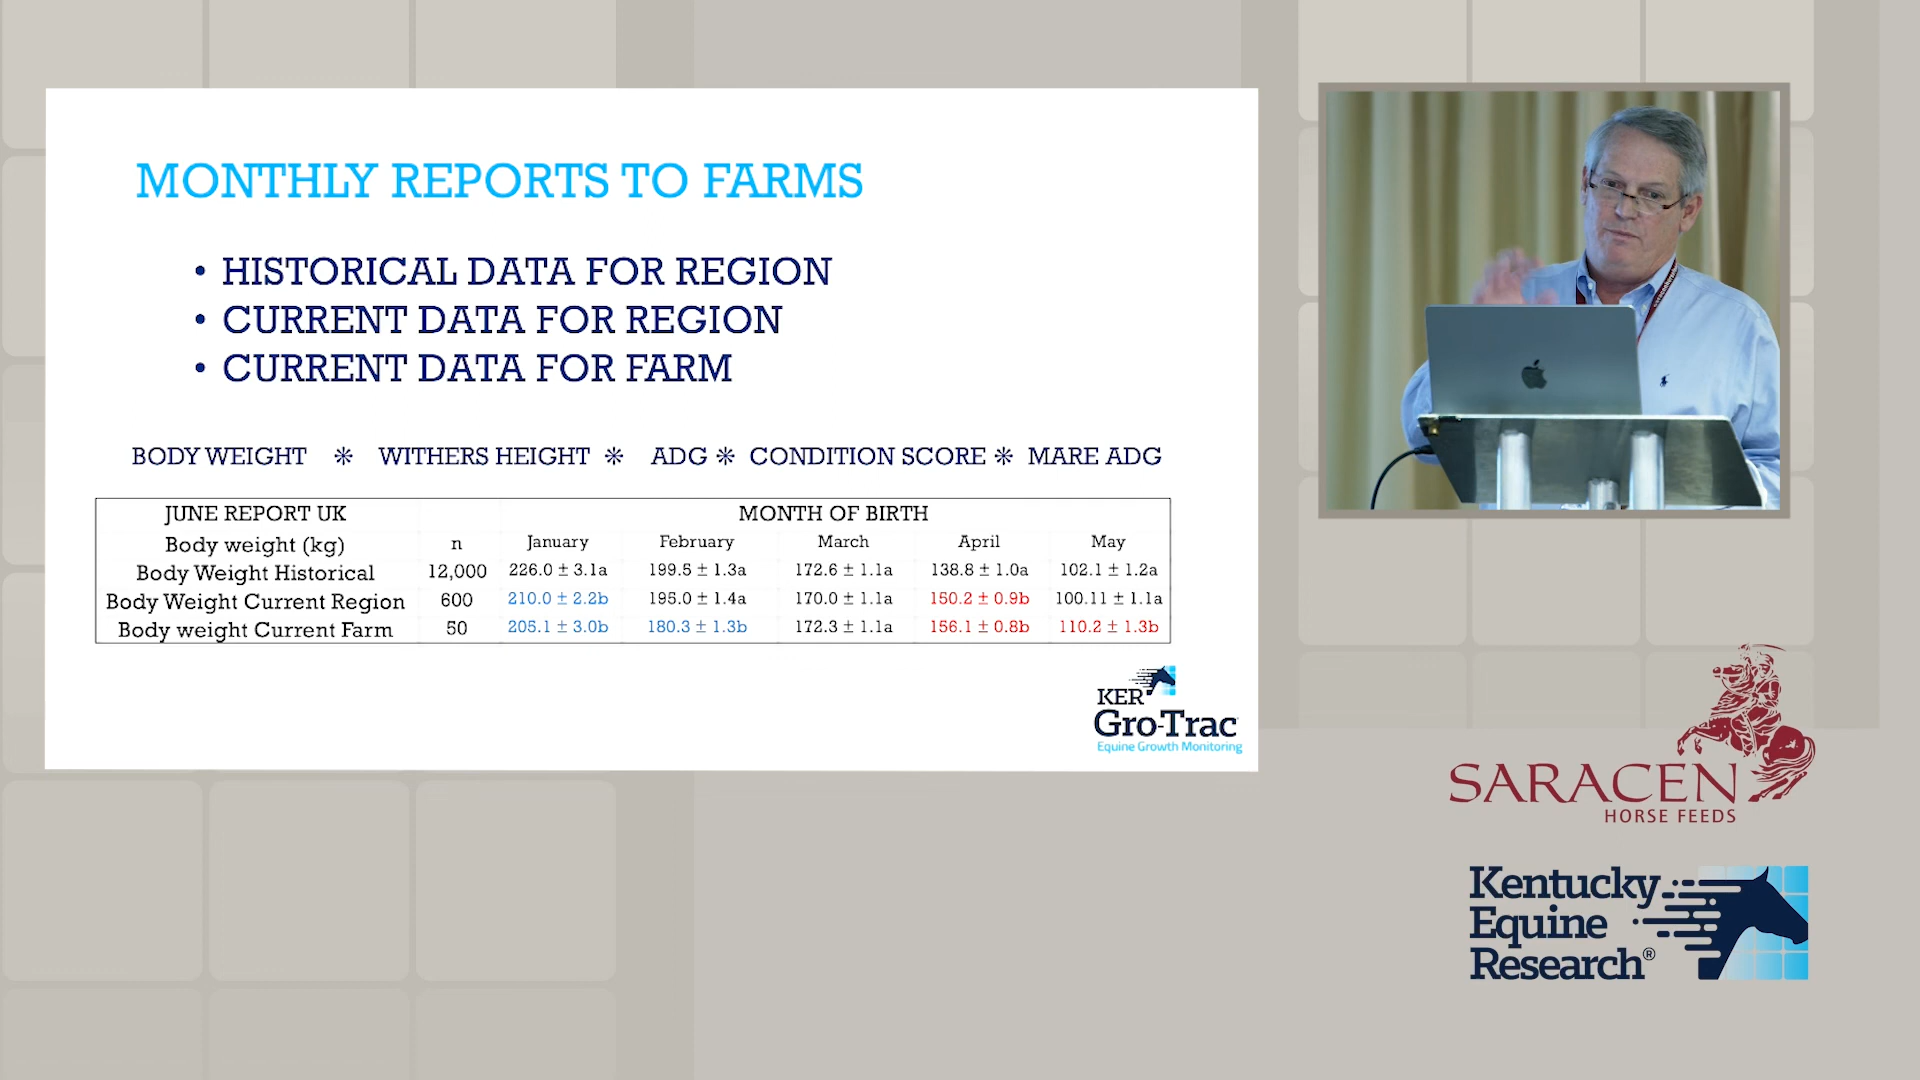 MONTHLY REPORTS TO FARMS
• HISTORICAL DATA FOR REGION
• CURRENT DATA FOR REGION
• CURRENT DATA FOR FARM
BODY WEIGHT ❋ WITHERS HEIGHT ❋ ADG ❋ CONDITION SCORE ❋ MARE ADG
JUNE REPORT UK MONTH OF BIRTH
Body weight (kg) n January February March April May
Body Weight Historical 12,000 226.0 ± 3.1a 199.5 ± 1.3a 172.6 ± 1.1a 138.8 ± 1.0a 102.1 ± 1.2a
Body Weight Current Region 600 210.0 ± 2.2b 195.0 ± 1.4a 170.0 ± 1.1a 150.2 ± 0.9b 100.11 ± 1.1a
Body weight Current Farm 50 205.1 ± 3.0b 180.3 ± 1.3b 172.3 ± 1.1a 156.1 ± 0.8b 110.2 ± 1.3b
KER
Gro-Trac
Equine Growth Monitoring
SARACEN
HORSE FEEDS
Kentucky
Equine
Research®